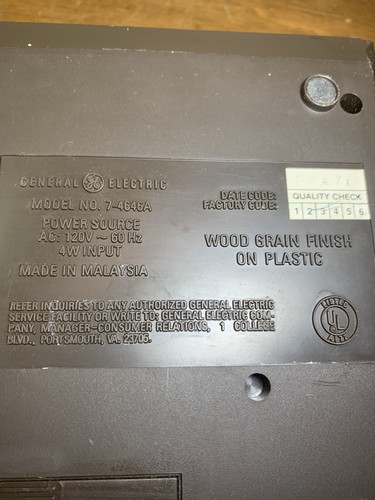 GENERAL GE ELECTRIC
MODEL NO. 7-4646A
POWER SOURCE
AC: 120V ~ 60 Hz
4W INPUT
MADE IN MALAYSIA
DATE CODE:
FACTORY CODE:
QUALITY CHECK
1 2 3 4 5 6
WOOD GRAIN FINISH
ON PLASTIC
REFER INQUIRIES TO ANY AUTHORIZED GENERAL ELECTRIC
SERVICE FACILITY OR WRITE TO: GENERAL ELECTRIC COM-
PANY, MANAGER-CONSUMER RELATIONS, 1 COLLEGE
BLVD., PORTSMOUTH, VA. 23705.
LISTED
UL